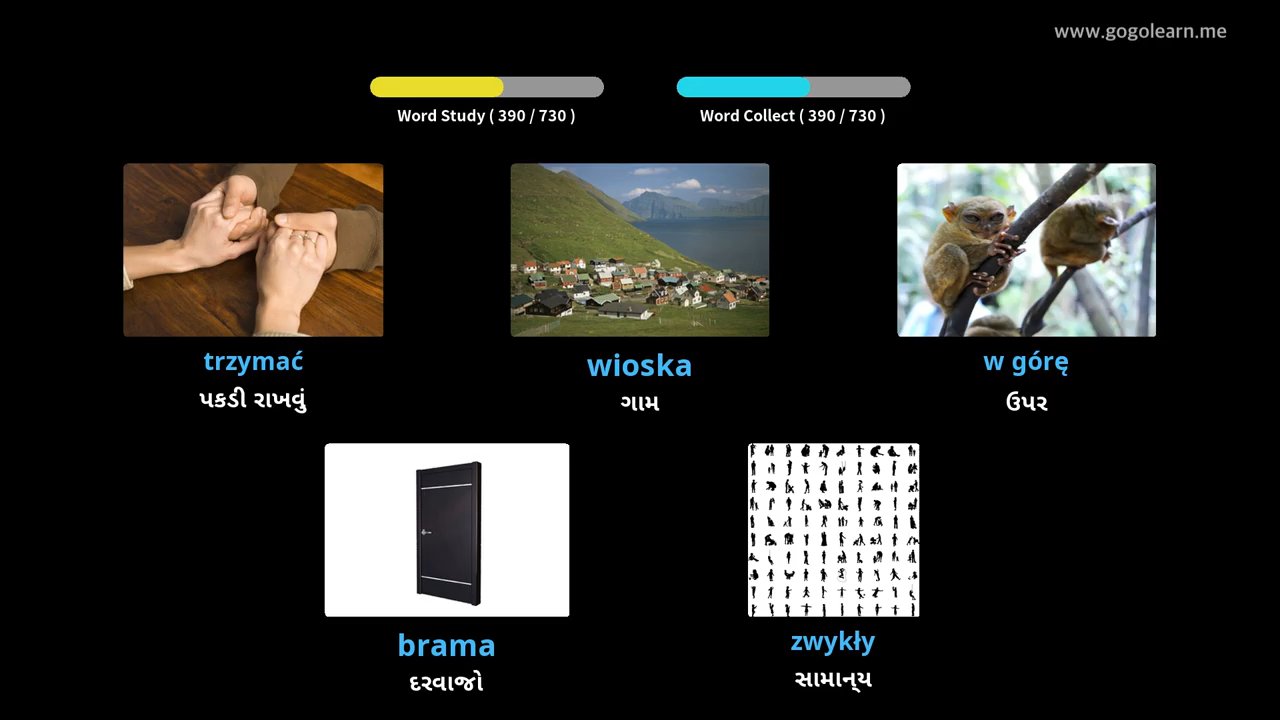 www.gogolearn.me
Word Study ( 390 / 730 )
Word Collect ( 390 / 730 )
trzymać
પકડી રાખવું
wioska
ગામ
w górę
ઉપર
brama
દરવાજો
zwykły
સામાન્ય